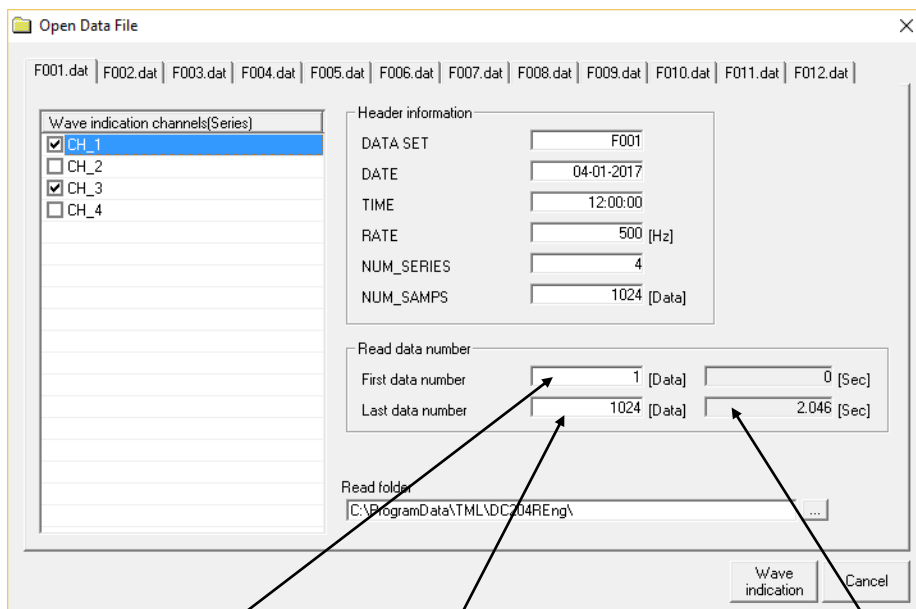 Open Data File
F001.dat F002.dat F003.dat F004.dat F005.dat F006.dat F007.dat F008.dat F009.dat F010.dat F011.dat F012.dat
Wave indication channels(Series)
CH_1
CH_2
CH_3
CH_4
Header information
DATA SET F001
DATE 04-01-2017
TIME 12:00:00
RATE 500 [Hz]
NUM_SERIES 4
NUM_SAMPS 1024 [Data]
Read data number
First data number 1 [Data] 0 [Sec]
Last data number 1024 [Data] 2.046 [Sec]
Read folder
C:\ProgramData\TML\DC204REng\ ...
Wave
indication
Cancel